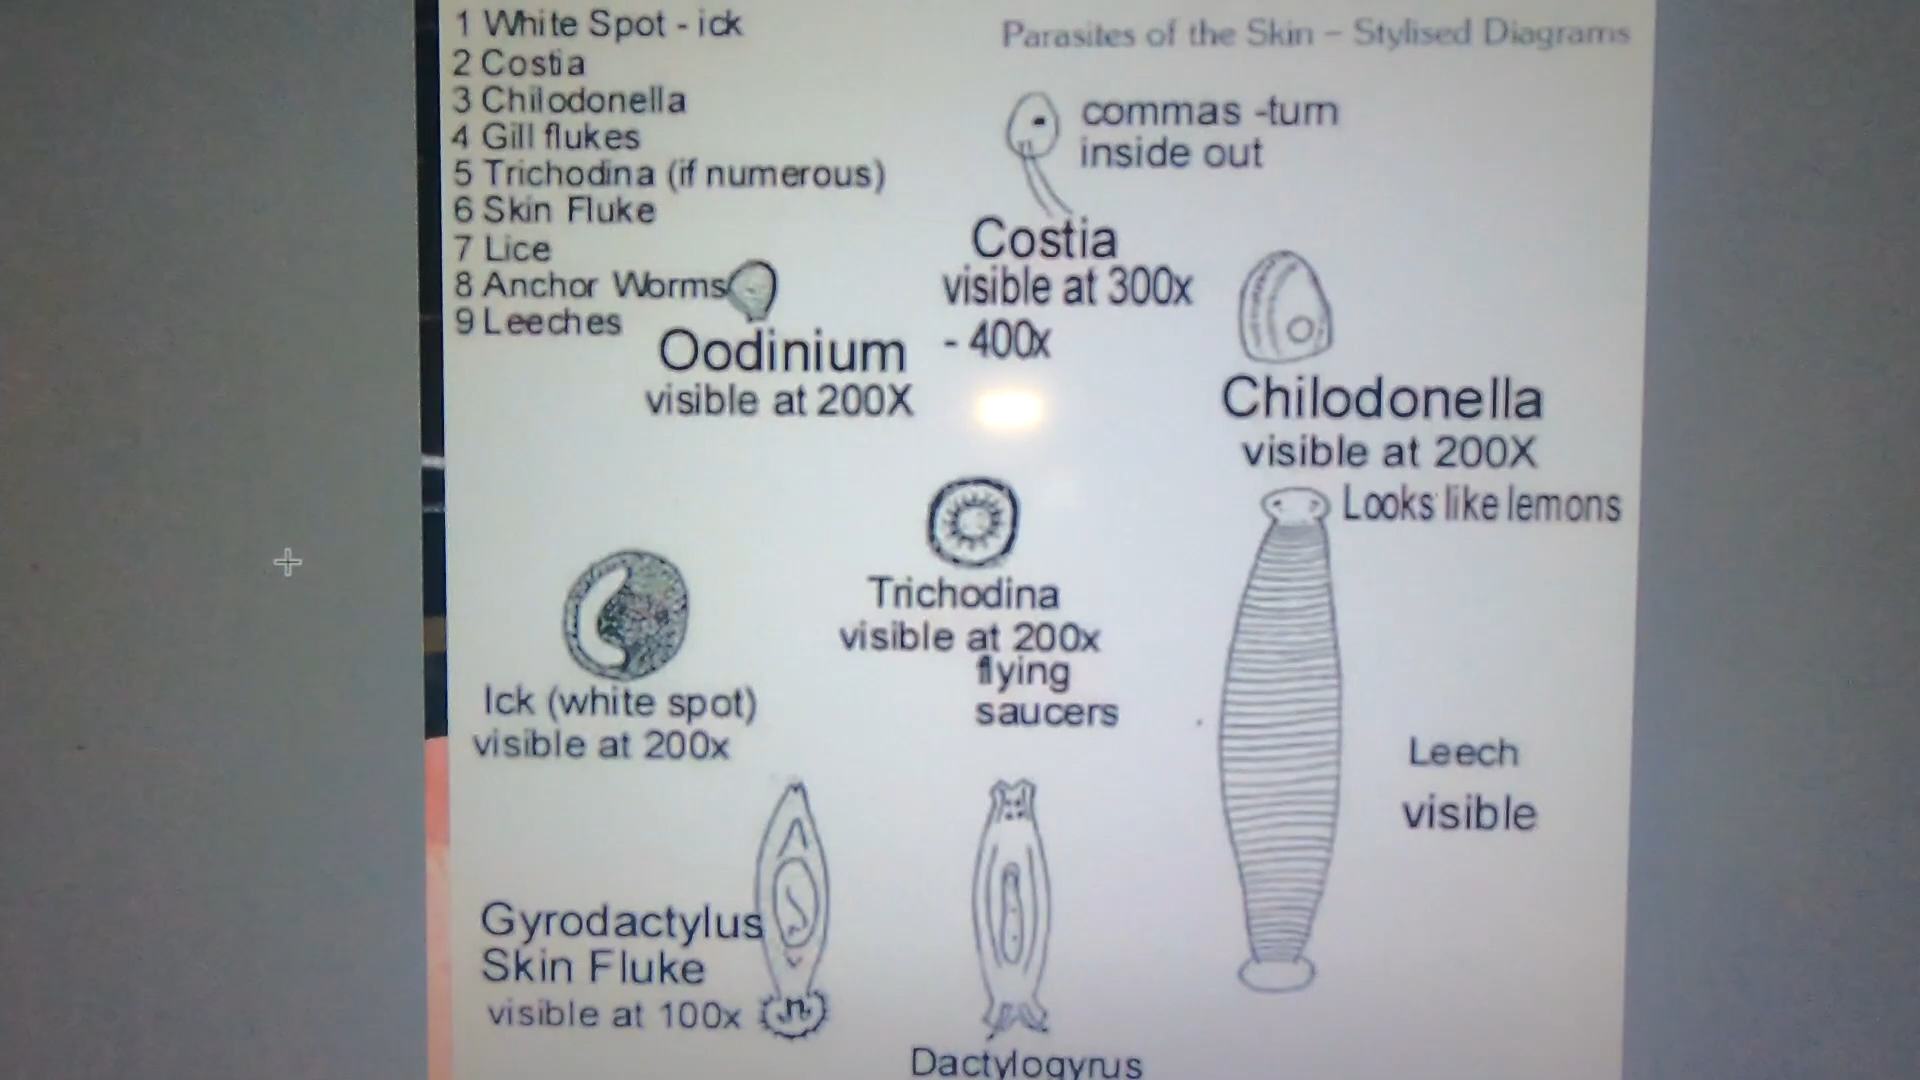 1 White Spot - ick
2 Costia
3 Chilodonella
4 Gill flukes
5 Trichodina (if numerous)
6 Skin Fluke
7 Lice
8 Anchor Worms
9 Leeches
Parasites of the Skin – Stylised Diagrams
commas -turn
inside out
Costia
visible at 300x
- 400x
Oodinium
visible at 200X
Chilodonella
visible at 200X
Looks like lemons
Trichodina
visible at 200x
flying
saucers
Ick (white spot)
visible at 200x
Leech
visible
Gyrodactylus
Skin Fluke
visible at 100x
Dactylogyrus